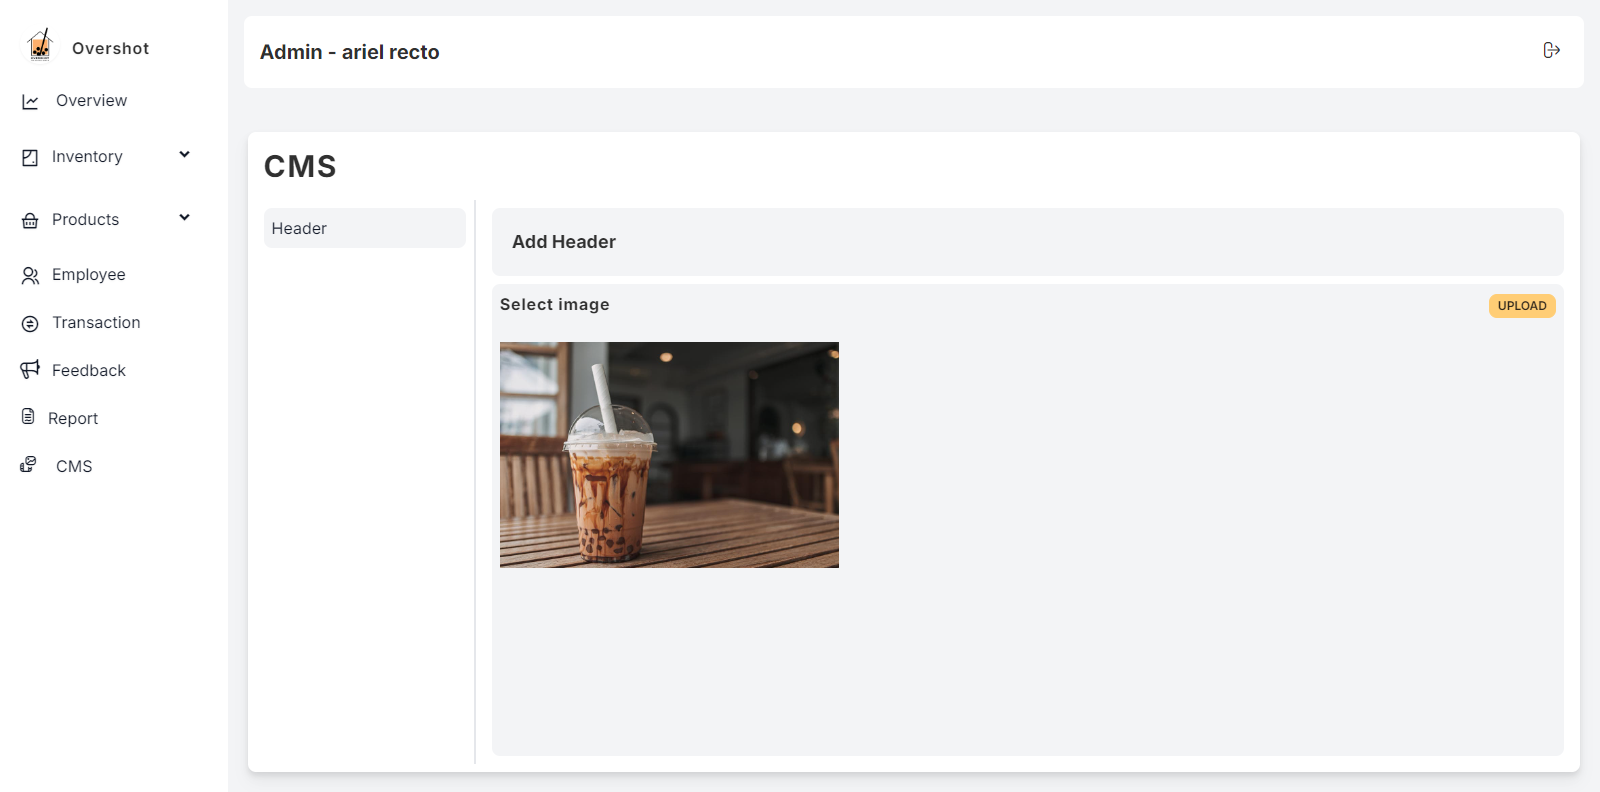 Overshot
Overview
Inventory
Products
Employee
Transaction
Feedback
Report
CMS
Admin - ariel recto
CMS
Header
Add Header
Select image
UPLOAD